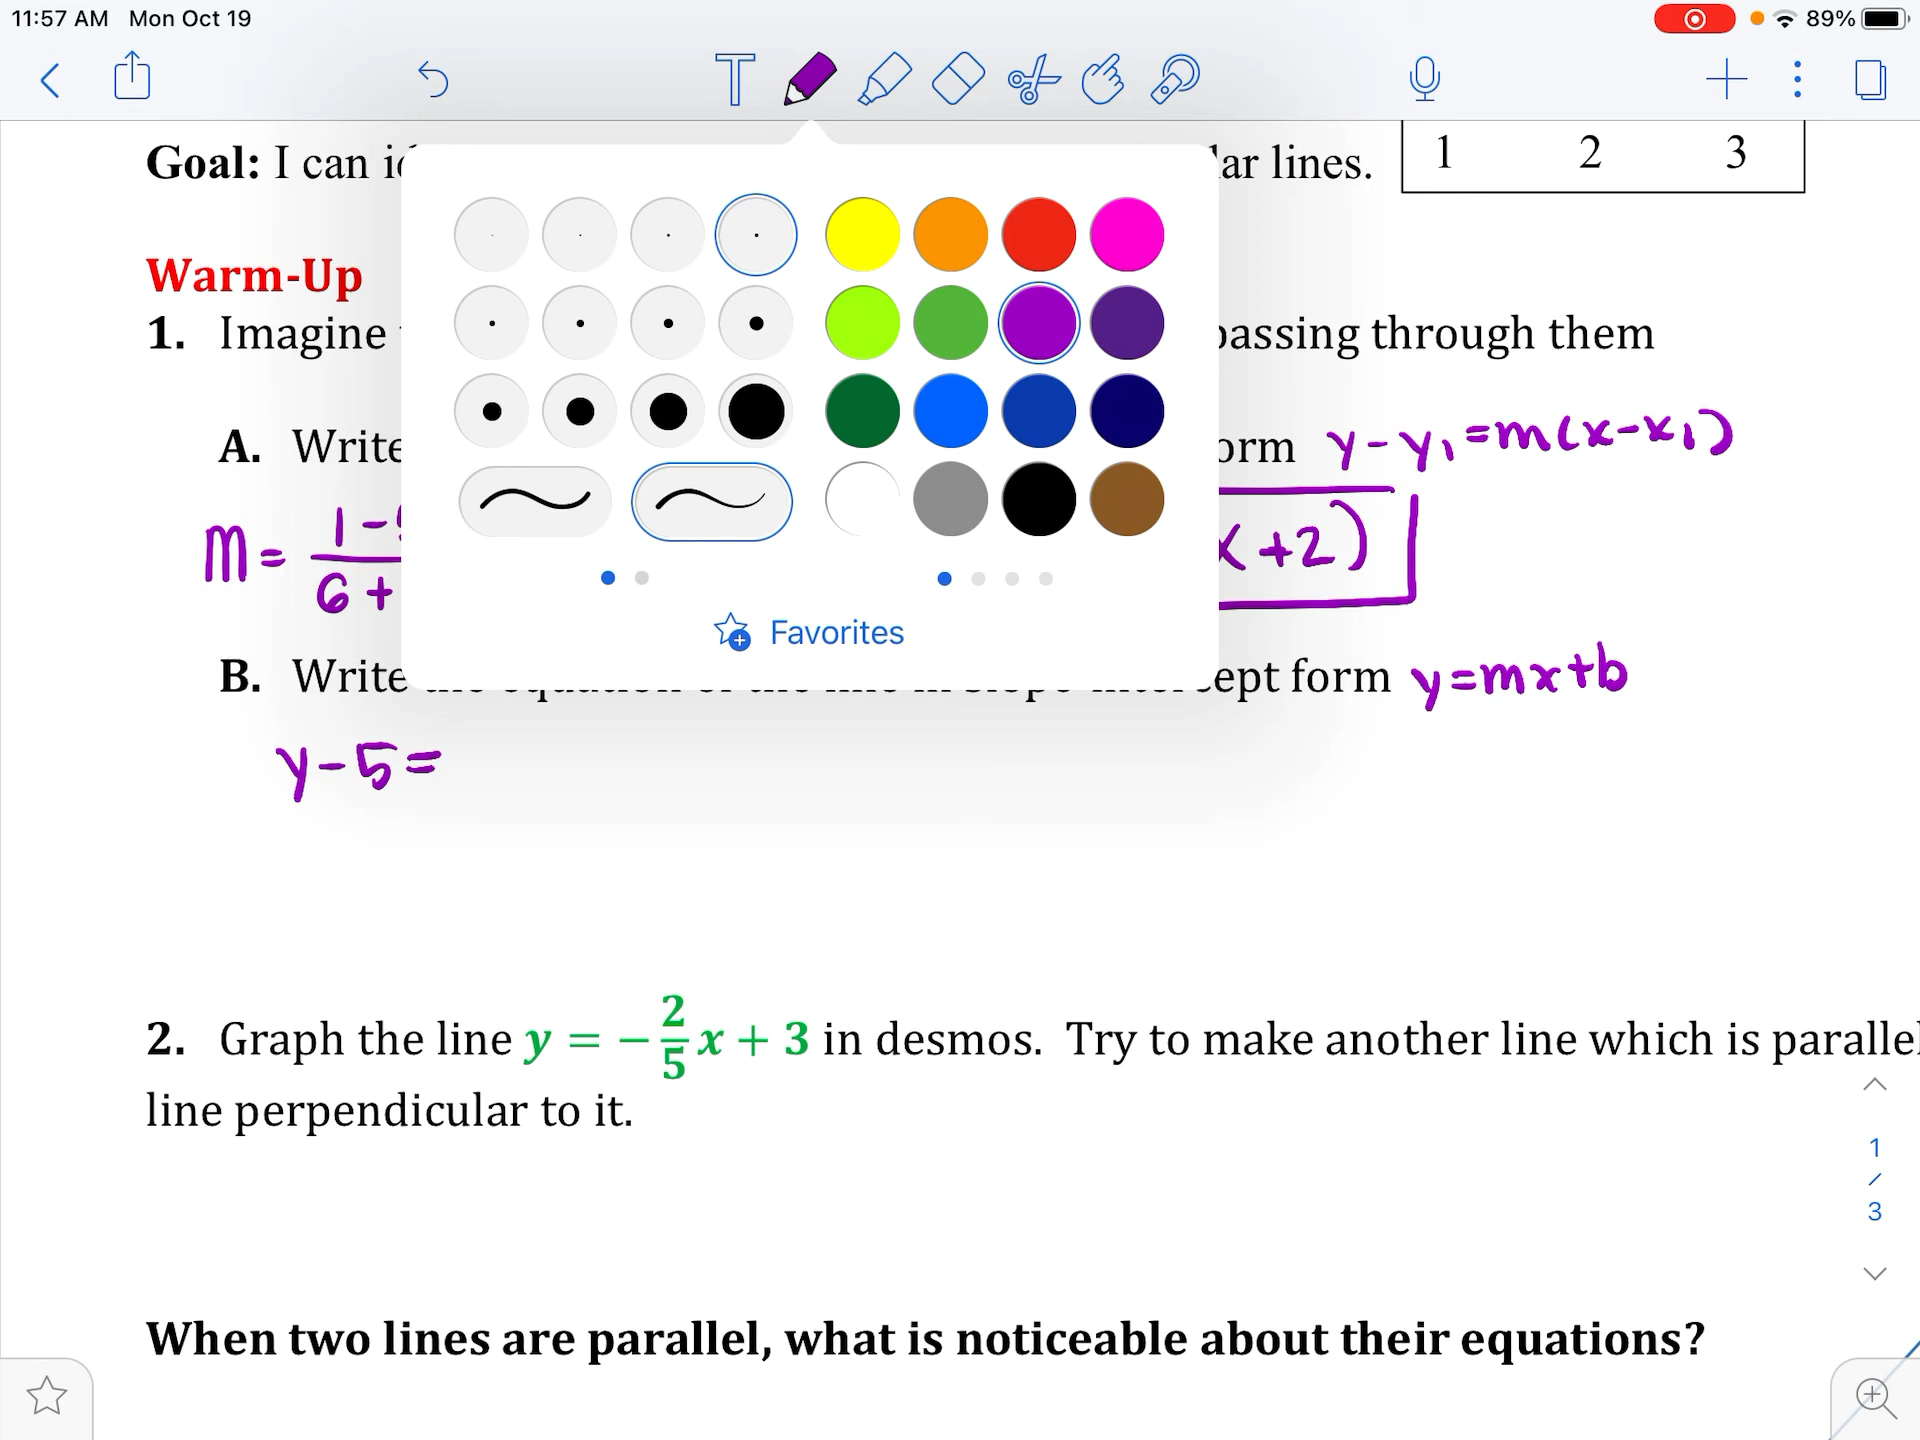 11:57 AM Mon Oct 19 89%
Goal: I can lar lines. 1 2 3
Warm-Up
1. Imagine passing through them
A. Write orm y-y₁=m(x-x₁)
m= 1- x+2)
6+
B. Write ept form y=mx+b
y-5=
Favorites
2. Graph the line y = -2/5x + 3 in desmos. Try to make another line which is paralle
line perpendicular to it.
1
/
3
When two lines are parallel, what is noticeable about their equations?